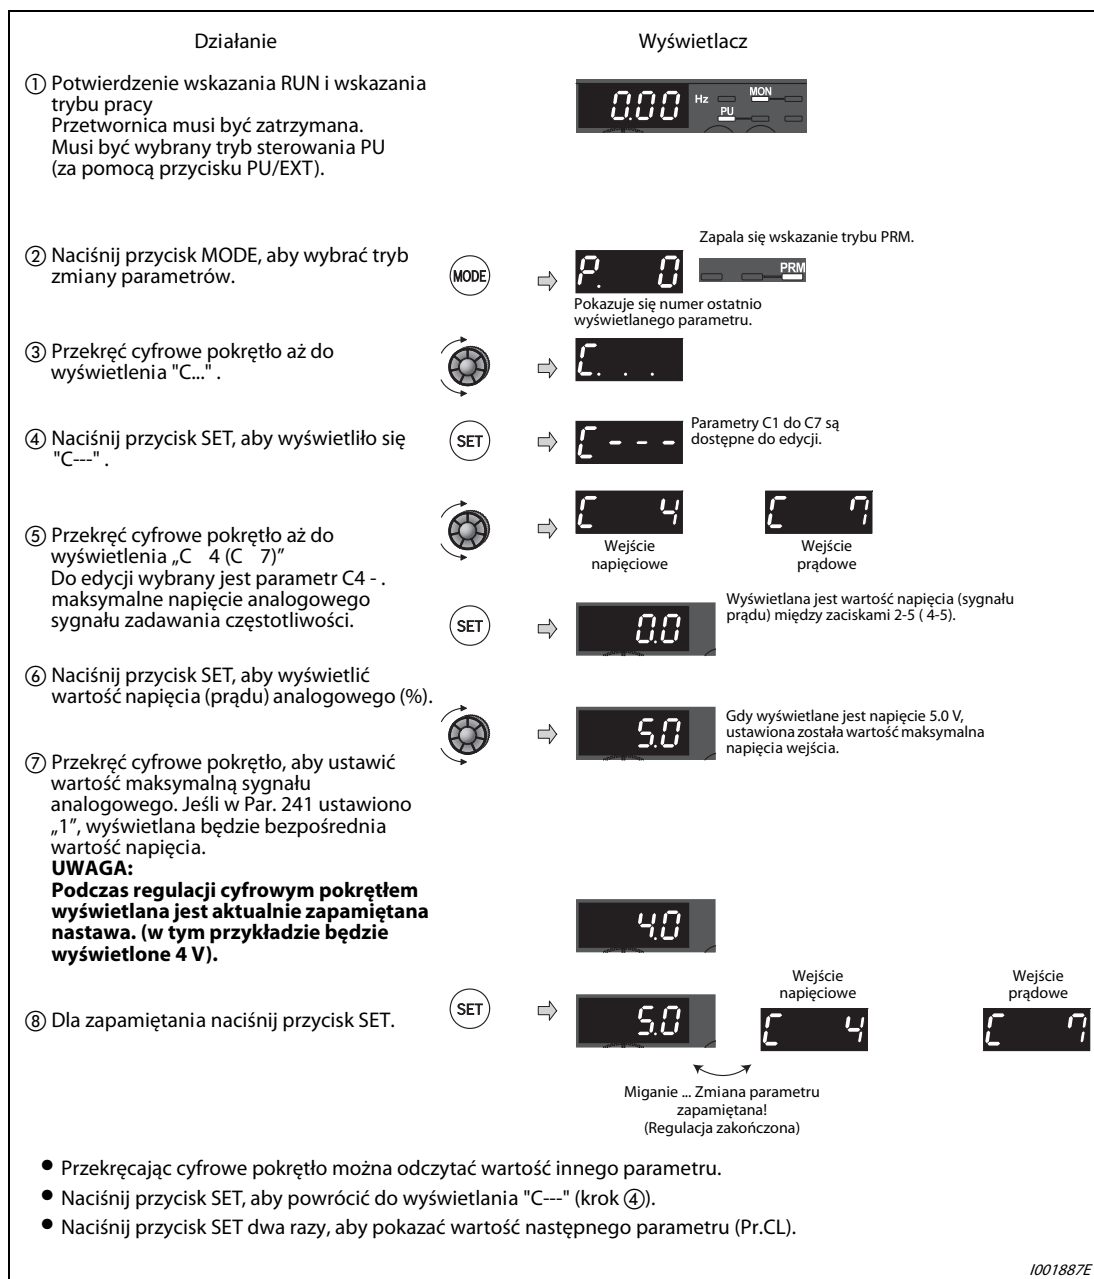 Działanie
Wyświetlacz
① Potwierdzenie wskazania RUN i wskazania
trybu pracy
Przetwornica musi być zatrzymana.
Musi być wybrany tryb sterowania PU
(za pomocą przycisku PU/EXT).
0.00 Hz MON
PU
② Naciśnij przycisk MODE, aby wybrać tryb
zmiany parametrów.
MODE
P. 0
Zapala się wskazanie trybu PRM.
PRM
Pokazuje się numer ostatnio
wyświetlanego parametru.
③ Przekręć cyfrowe pokrętło aż do
wyświetlenia "C..." .
C. . .
④ Naciśnij przycisk SET, aby wyświetliło się
"C---" .
SET
C - - -
Parametry C1 do C7 są
dostępne do edycji.
⑤ Przekręć cyfrowe pokrętło aż do
wyświetlenia „C 4 (C 7)”
Do edycji wybrany jest parametr C4 - .
maksymalne napięcie analogowego
sygnału zadawania częstotliwości.
C 4
C 7
Wejście
napięciowe
Wejście
prądowe
SET
0.0
Wyświetlana jest wartość napięcia (sygnału
prądu) między zaciskami 2-5 ( 4-5).
⑥ Naciśnij przycisk SET, aby wyświetlić
wartość napięcia (prądu) analogowego (%).
5.0
Gdy wyświetlane jest napięcie 5.0 V,
ustawiona została wartość maksymalna
napięcia wejścia.
⑦ Przekręć cyfrowe pokrętło, aby ustawić
wartość maksymalną sygnału
analogowego. Jeśli w Par. 241 ustawiono
„1”, wyświetlana będzie bezpośrednia
wartość napięcia.
UWAGA:
Podczas regulacji cyfrowym pokrętłem
wyświetlana jest aktualnie zapamiętana
nastawa. (w tym przykładzie będzie
wyświetlone 4 V).
4.0
⑧ Dla zapamiętania naciśnij przycisk SET.
SET
5.0
Wejście
napięciowe
C 4
Wejście
prądowe
C 7
Miganie ... Zmiana parametru
zapamiętana!
(Regulacja zakończona)
• Przekręcając cyfrowe pokrętło można odczytać wartość innego parametru.
• Naciśnij przycisk SET, aby powrócić do wyświetlania "C---" (krok ④)).
• Naciśnij przycisk SET dwa razy, aby pokazać wartość następnego parametru (Pr.CL).
I001887E